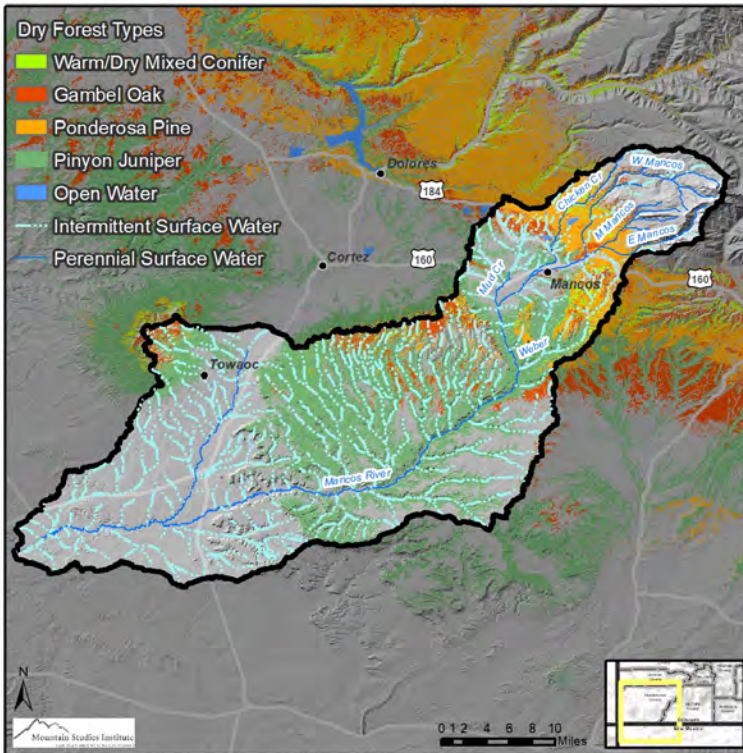 Dry Forest Types
Warm/Dry Mixed Conifer
Gambel Oak
Ponderosa Pine
Pinyon Juniper
Open Water
Intermittent Surface Water
Perennial Surface Water
Dolores
184
Cortez
160
Chicken Cr
W Mancos
M Mancos
E Mancos
Mud Cr
Mancos
160
Weber
Towaoc
Mancos River
N
Mountain Studies Institute
0 1 2 4 6 8 10
Miles